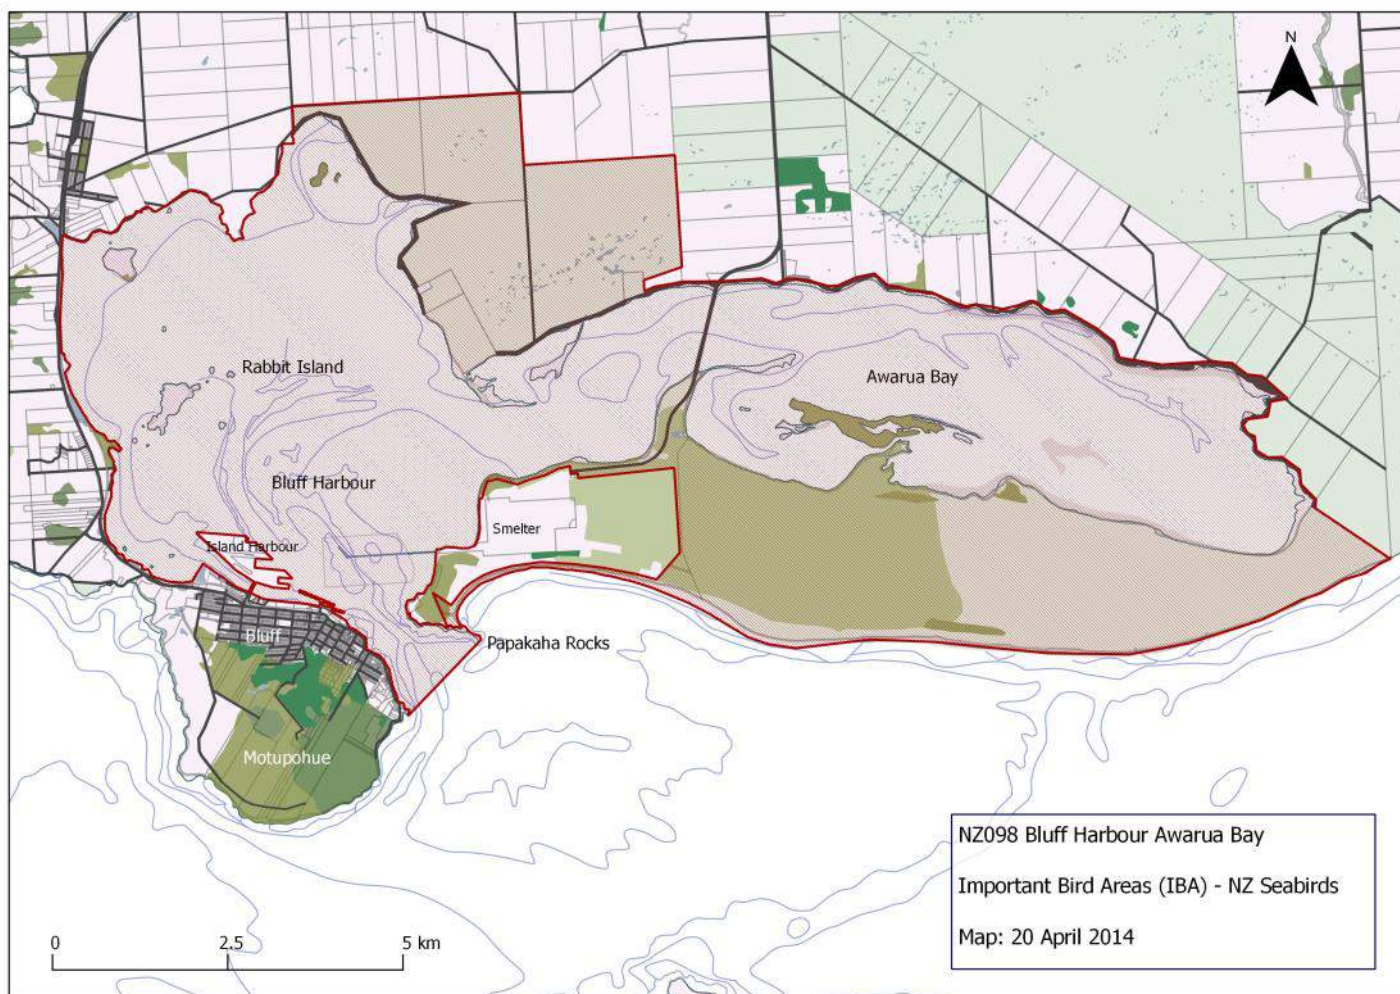 N
Rabbit Island
Awarua Bay
Bluff Harbour
Smelter
Island Harbour
Bluff
Papakaha Rocks
Motupohue
NZ098 Bluff Harbour Awarua Bay
Important Bird Areas (IBA) - NZ Seabirds
Map: 20 April 2014
0 2.5 5 km